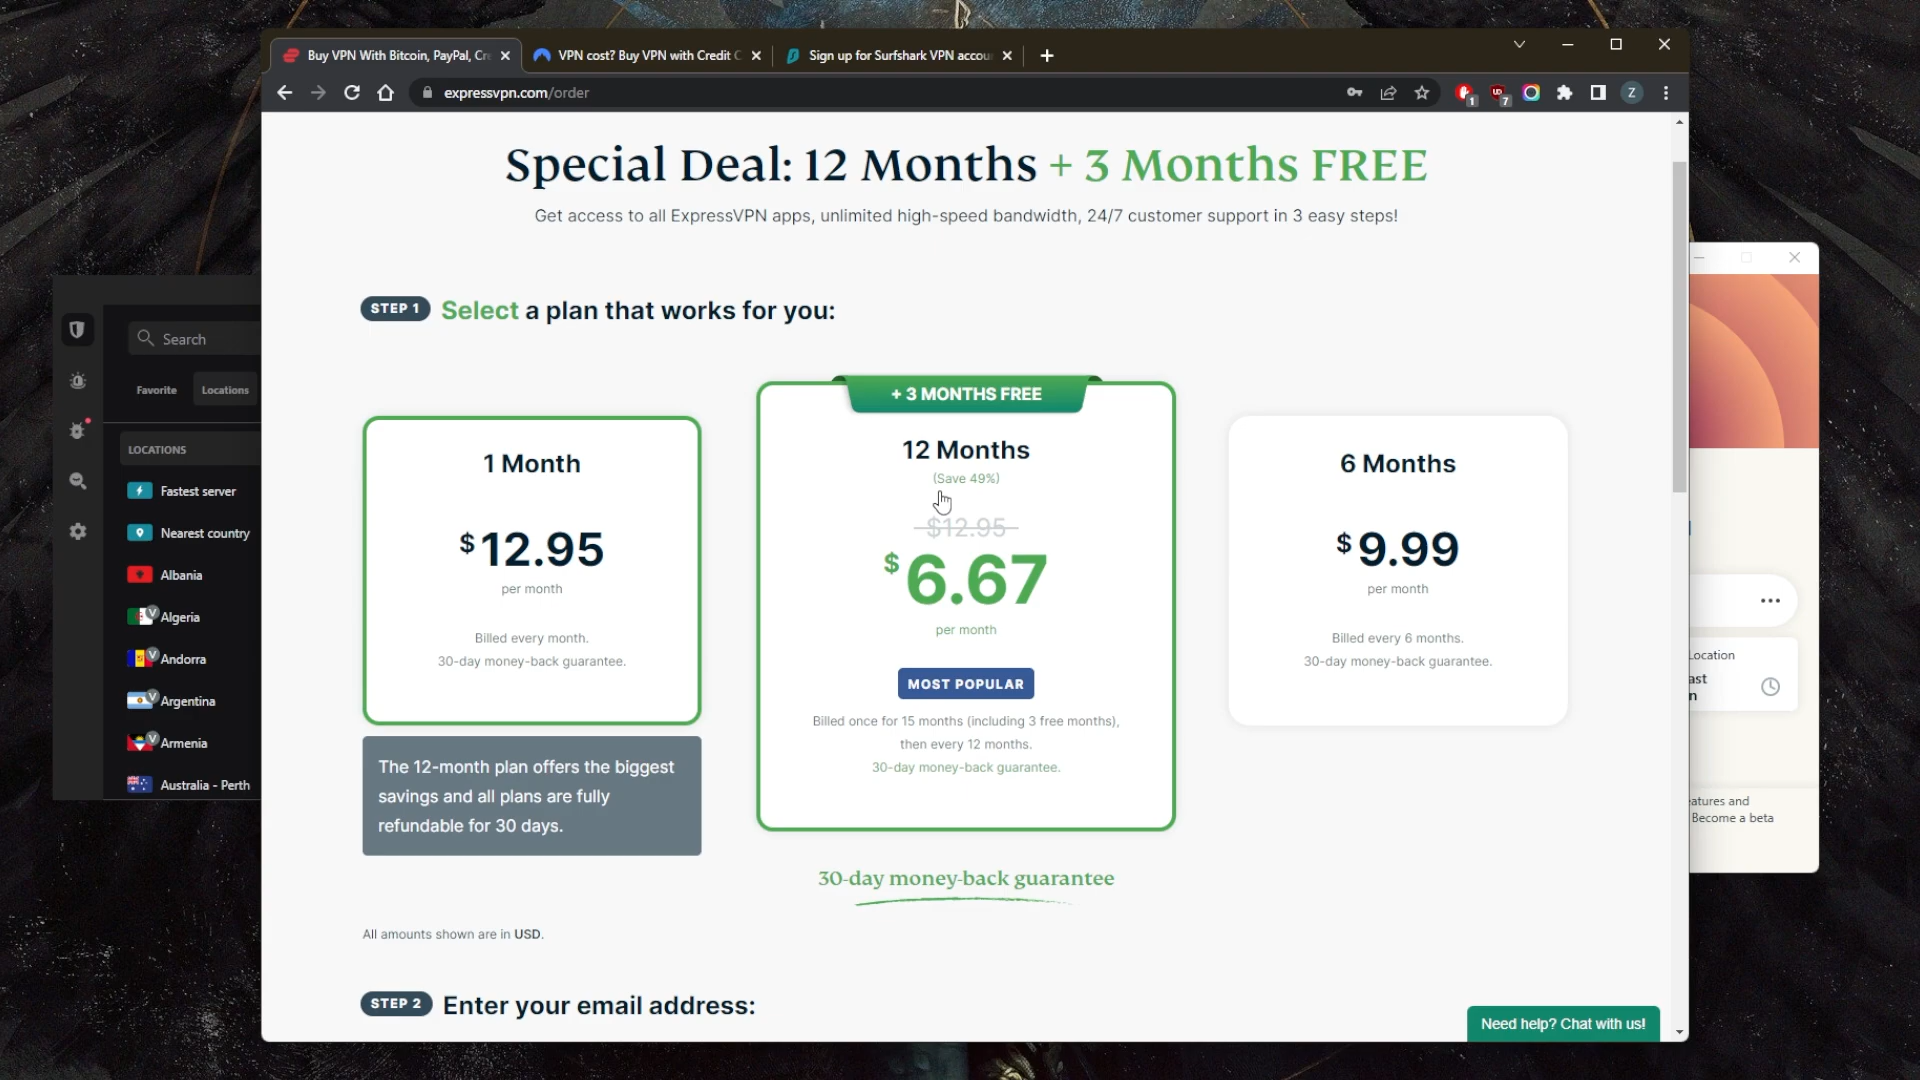 Buy VPN With Bitcoin, PayPal, Cr
VPN cost? Buy VPN with Credit C
Sign up for Surfshark VPN accou
expressvpn.com/order
1
7
Z
Special Deal: 12 Months + 3 Months FREE
Get access to all ExpressVPN apps, unlimited high-speed bandwidth, 24/7 customer support in 3 easy steps!
STEP 1 Select a plan that works for you:
1 Month
$12.95
per month
Billed every month.
30-day money-back guarantee.
The 12-month plan offers the biggest
savings and all plans are fully
refundable for 30 days.
+ 3 MONTHS FREE
12 Months
(Save 49%)
$12.95
$6.67
per month
MOST POPULAR
Billed once for 15 months (including 3 free months),
then every 12 months.
30-day money-back guarantee.
6 Months
$9.99
per month
Billed every 6 months.
30-day money-back guarantee.
30-day money-back guarantee
All amounts shown are in USD.
STEP 2 Enter your email address:
Need help? Chat with us!
Search
Favorite
Locations
LOCATIONS
Fastest server
Nearest country
Albania
V Algeria
V Andorra
V Argentina
V Armenia
Australia - Perth
Location
ast
n
eatures and
Become a beta